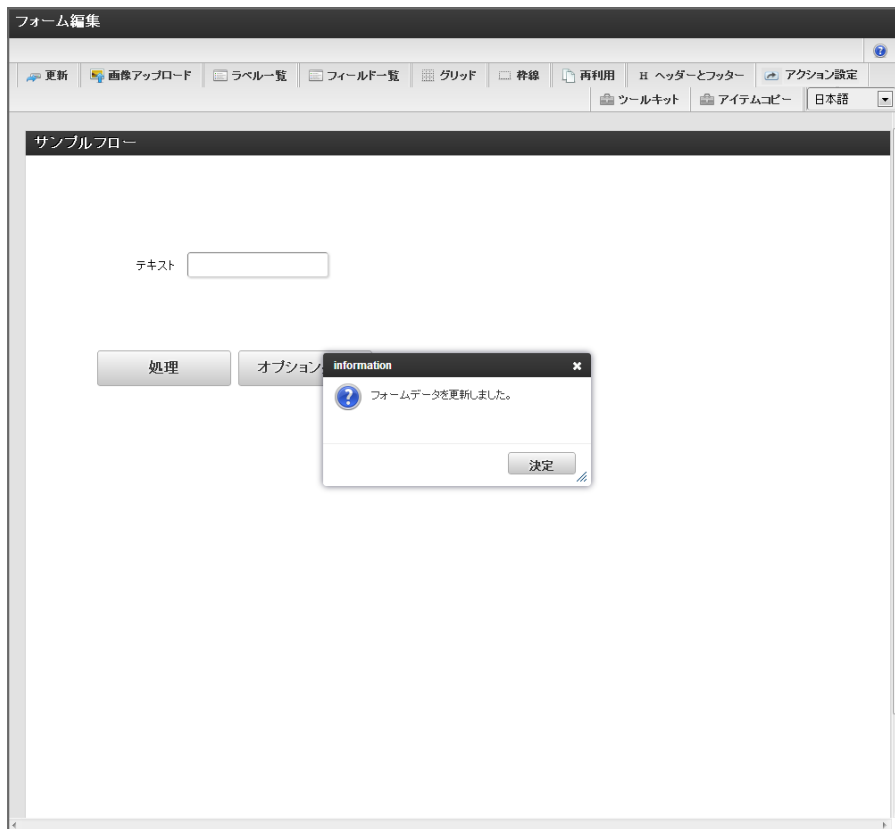 フォーム編集
更新 画像アップロード ラベル一覧 フィールド一覧 グリッド 枠線 再利用 H ヘッダーとフッター アクション設定
ツールキット アイテムコピー 日本語
サンプルフロー
テキスト
処理 オプション
information
フォームデータを更新しました。
決定